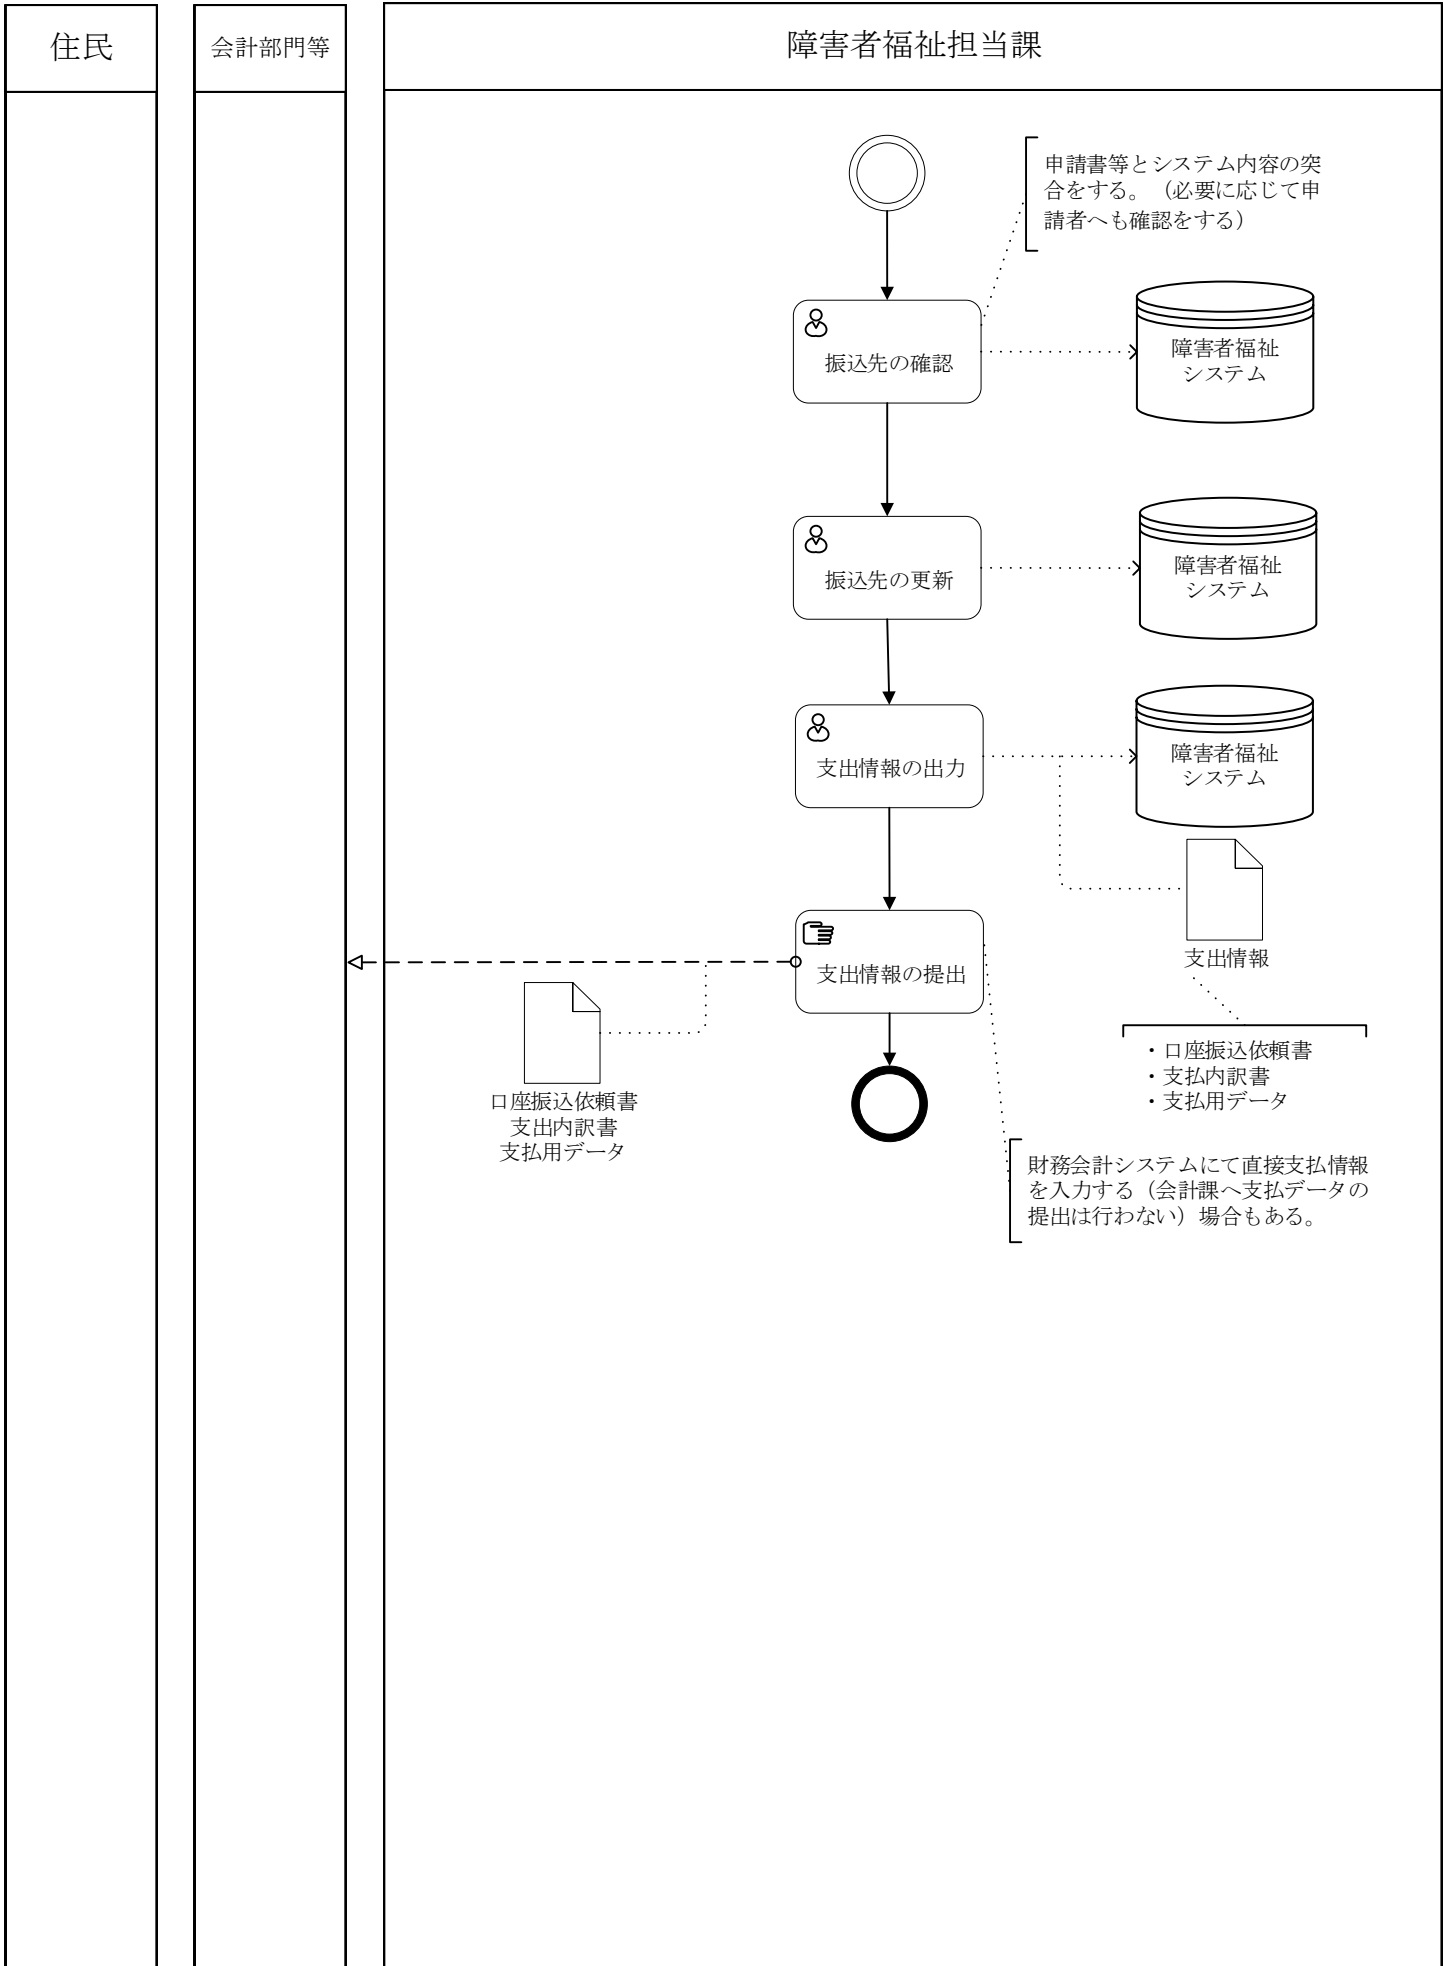 住民
会計部門等
障害者福祉担当課
申請書等とシステム内容の突
合をする。（必要に応じて申
請者へも確認をする）
振込先の確認
障害者福祉
システム
振込先の更新
障害者福祉
システム
支出情報の出力
障害者福祉
システム
支出情報
支出情報の提出
・口座振込依頼書
・支払内訳書
・支払用データ
口座振込依頼書
支出内訳書
支払用データ
財務会計システムにて直接支払情報
を入力する（会計課へ支払データの
提出は行わない）場合もある。